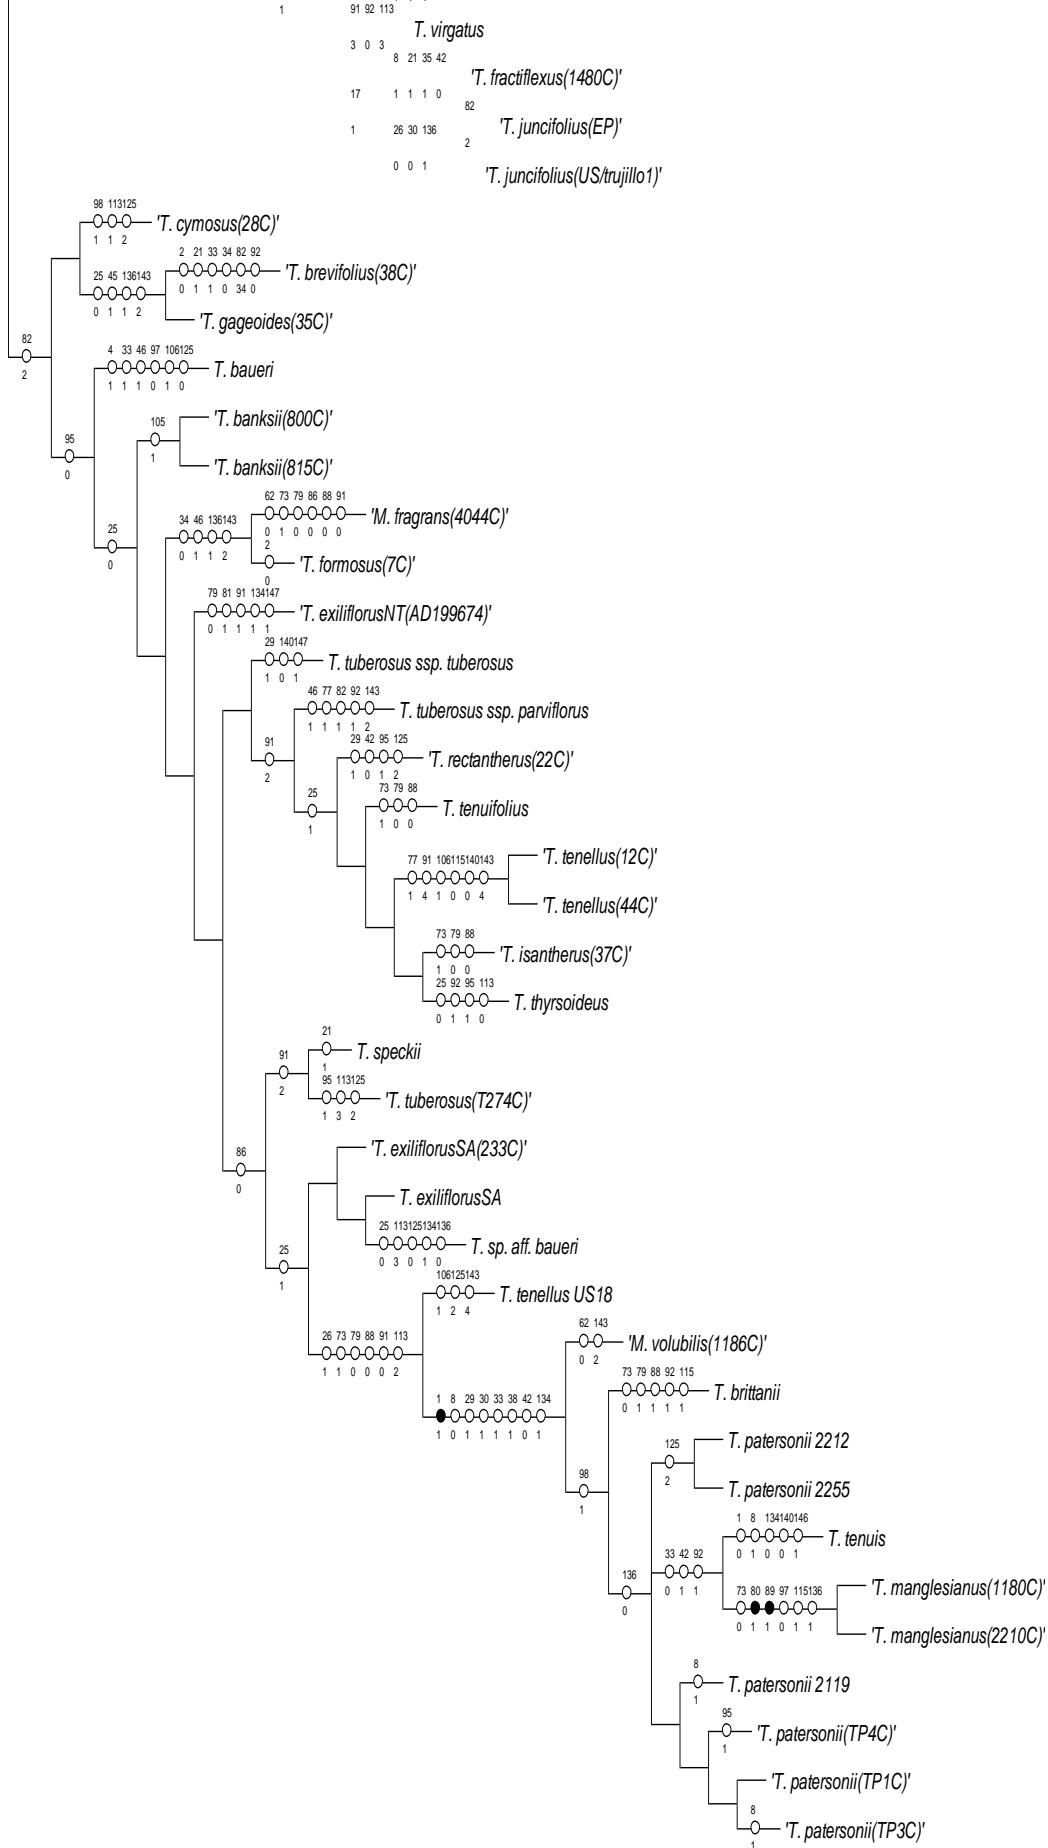 1
91 92 113
T. virgatus
3 0 3
8 21 35 42
'T. fractiflexus(1480C)'
17
1 1 1 0
82
1
26 30 136
'T. juncifolius(EP)'
2
0 0 1
'T. juncifolius(US/trujillo1)'
98 113125
'T. cymosus(28C)'
1 1 2
2 21 33 34 82 92
'T. brevifolius(38C)'
25 45 136143
0 1 1 0 34 0
0 1 1 2
'T. gageoides(35C)'
82
2
4 33 46 97 106125
T. baueri
1 1 1 0 1 0
'T. banksii(800C)'
105
1
95
0
'T. banksii(815C)'
62 73 79 86 88 91
'M. fragrans(4044C)'
34 46 136143
0 1 0 0 0 0
0 1 1 2
25
0
2
'T. formosus(7C)'
0
79 81 91 134147
'T. exiliflorusNT(AD199674)'
0 1 1 1 1
29 140147
T. tuberosus ssp. tuberosus
1 0 1
46 77 82 92 143
T. tuberosus ssp. parviflorus
1 1 1 1 2
91
2
29 42 95 125
'T. rectantherus(22C)'
1 0 1 2
25
1
73 79 88
T. tenuifolius
1 0 0
77 91 106115140143
'T. tenellus(12C)'
1 4 1 0 0 4
'T. tenellus(44C)'
73 79 88
'T. isantherus(37C)'
1 0 0
25 92 95 113
T. thyrsoideus
0 1 1 0
21
T. speckii
1
91
2
95 113125
'T. tuberosus(T274C)'
1 3 2
'T. exiliflorusSA(233C)'
86
0
T. exiliflorusSA
25 113125134136
T. sp. aff. baueri
0 3 0 1 0
25
1
106125143
T. tenellus US18
1 2 4
26 73 79 88 91 113
1 1 0 0 0 2
62 143
'M. volubilis(1186C)'
0 2
73 79 88 92 115
T. brittanii
0 1 1 1 1
1 8 29 30 33 38 42 134
1 0 1 1 1 1 0 1
T. patersonii 2212
125
2
98
1
T. patersonii 2255
1 8 134140146
T. tenuis
0 1 0 0 1
33 42 92
0 1 1
136
0
73 80 89 97 115136
'T. manglesianus(1180C)'
0 1 1 0 1 1
'T. manglesianus(2210C)'
8
T. patersonii 2119
1
95
'T. patersonii(TP4C)'
1
'T. patersonii(TP1C)'
8
'T. patersonii(TP3C)'
1